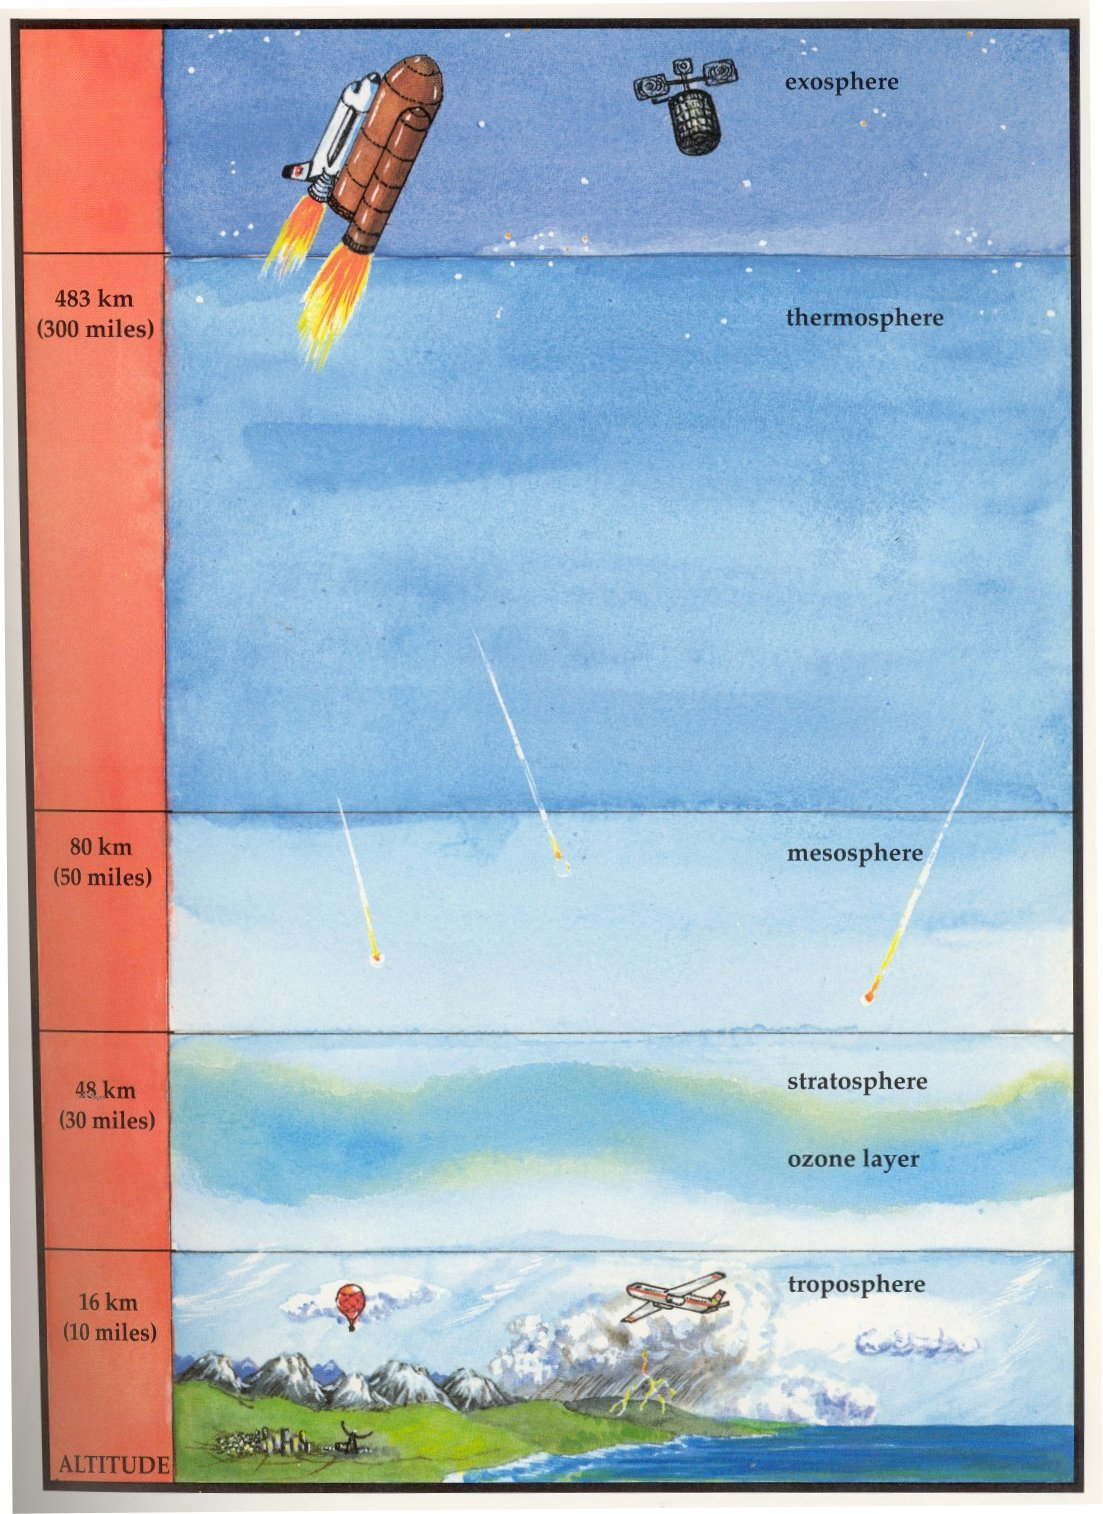 exosphere
483 km
(300 miles)
thermosphere
80 km
(50 miles)
mesosphere
48 km
(30 miles)
stratosphere
ozone layer
16 km
(10 miles)
troposphere
ALTITUDE